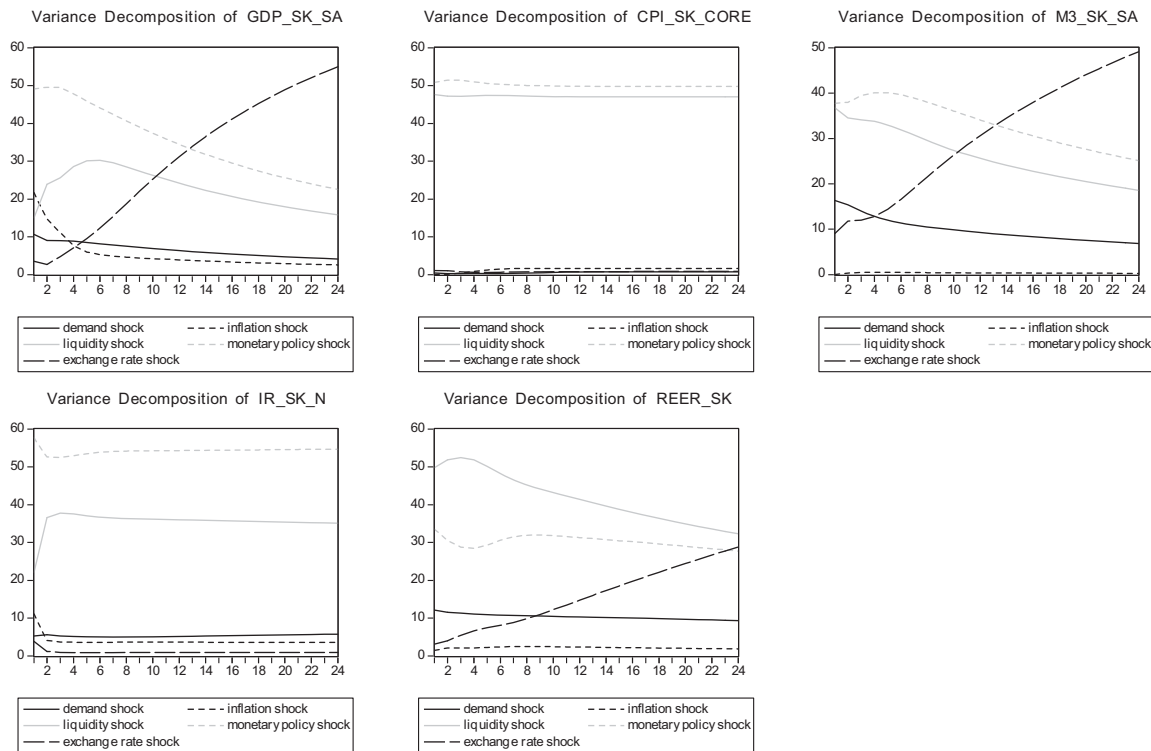 Variance Decomposition of GDP_SK_SA
60
50
40
30
20
10
0
2 4 6 8 10 12 14 16 18 20 22 24
demand shock inflation shock
liquidity shock monetary policy shock
exchange rate shock
Variance Decomposition of CPI_SK_CORE
60
50
40
30
20
10
0
2 4 6 8 10 12 14 16 18 20 22 24
demand shock inflation shock
liquidity shock monetary policy shock
exchange rate shock
Variance Decomposition of M3_SK_SA
50
40
30
20
10
0
2 4 6 8 10 12 14 16 18 20 22 24
demand shock inflation shock
liquidity shock monetary policy shock
exchange rate shock
Variance Decomposition of IR_SK_N
60
50
40
30
20
10
0
2 4 6 8 10 12 14 16 18 20 22 24
demand shock inflation shock
liquidity shock monetary policy shock
exchange rate shock
Variance Decomposition of REER_SK
60
50
40
30
20
10
0
2 4 6 8 10 12 14 16 18 20 22 24
demand shock inflation shock
liquidity shock monetary policy shock
exchange rate shock